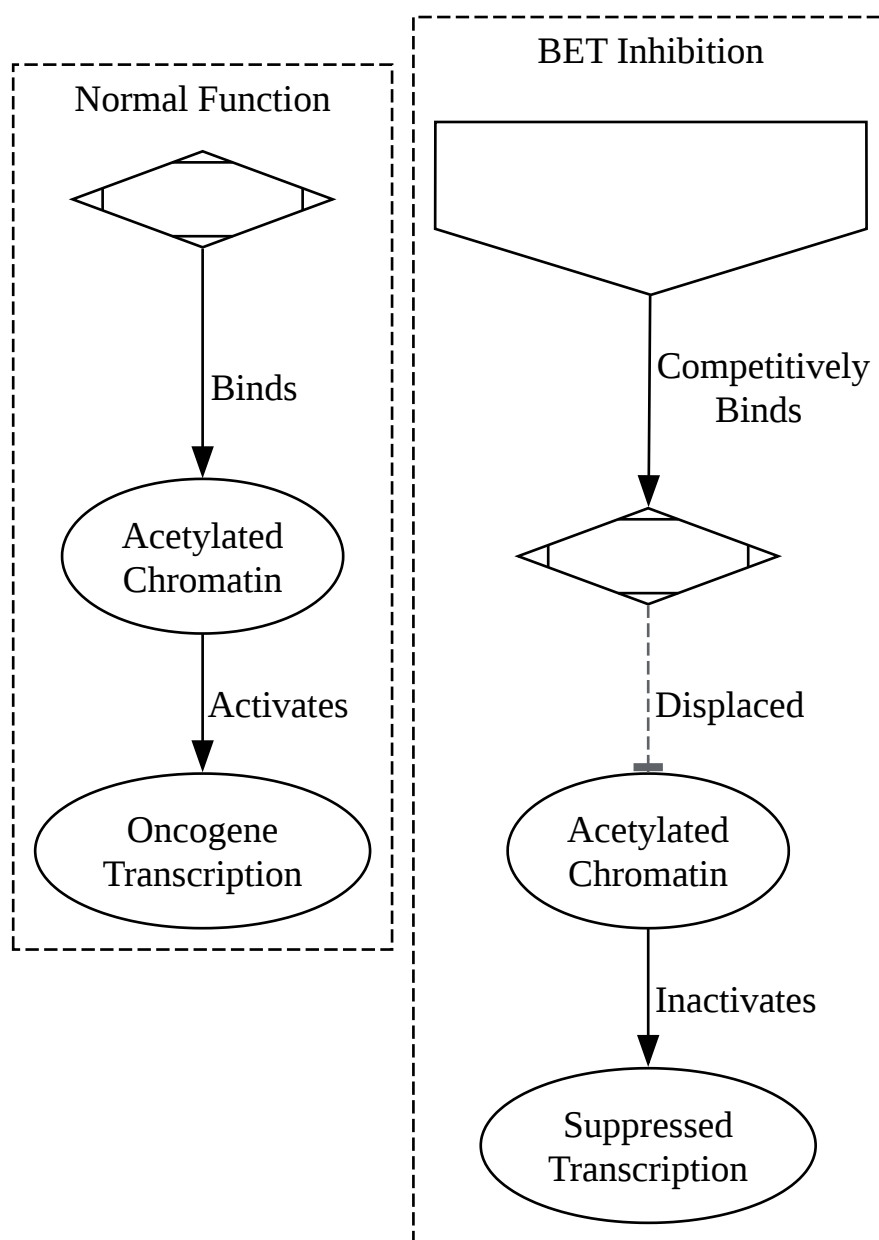 Normal Function
Binds
Acetylated
Chromatin
Activates
Oncogene
Transcription
BET Inhibition
Competitively
Binds
Displaced
Acetylated
Chromatin
Inactivates
Suppressed
Transcription